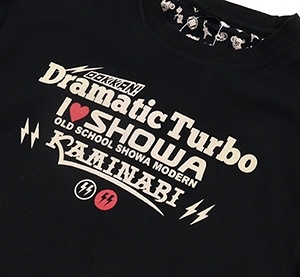 Dramatic Turbo
I❤SHOWA
OLD SCHOOL SHOWA MODERN
KAMINABI